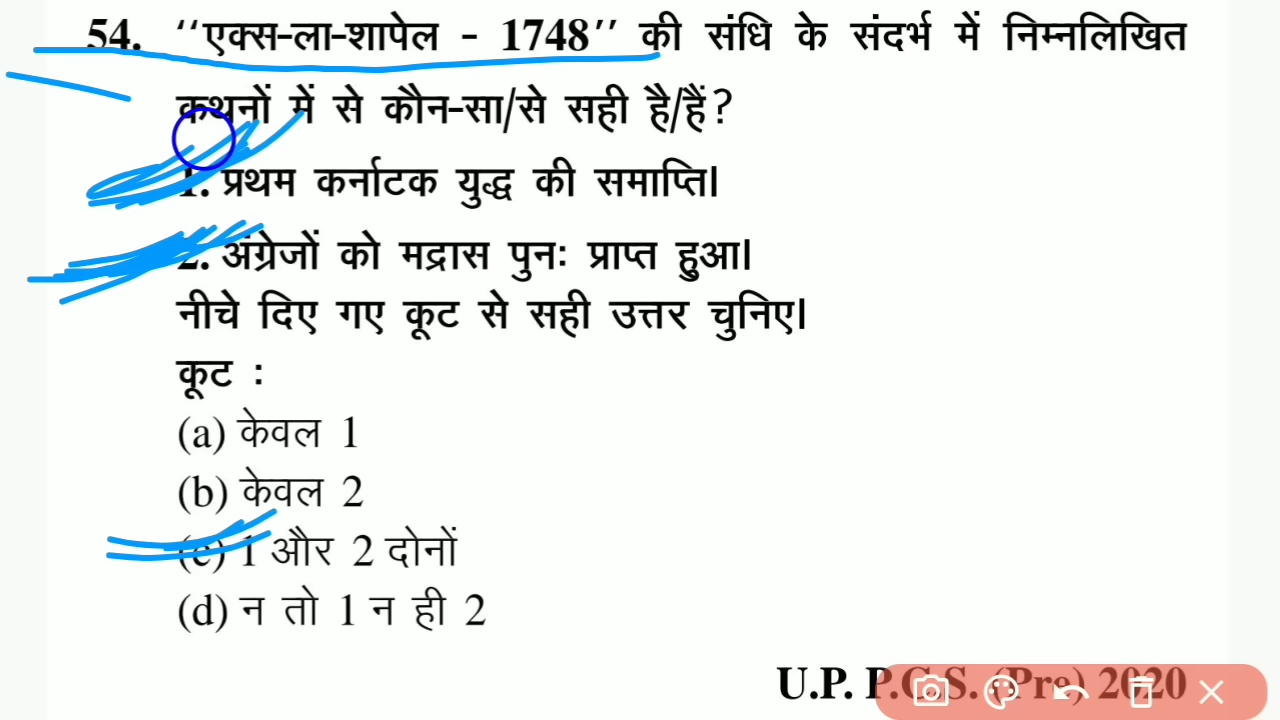 54. ‘‘एक्स-ला-शापेल - 1748’’ की संधि के संदर्भ में निम्नलिखित
कथनों में से कौन-सा/से सही है/हैं?
1. प्रथम कर्नाटक युद्ध की समाप्ति।
2. अंग्रेजों को मद्रास पुनः प्राप्त हुआ।
नीचे दिए गए कूट से सही उत्तर चुनिए।
कूट :
(a) केवल 1
(b) केवल 2
(c) 1 और 2 दोनों
(d) न तो 1 न ही 2
U.P. P.C.S. (Pre) 2020